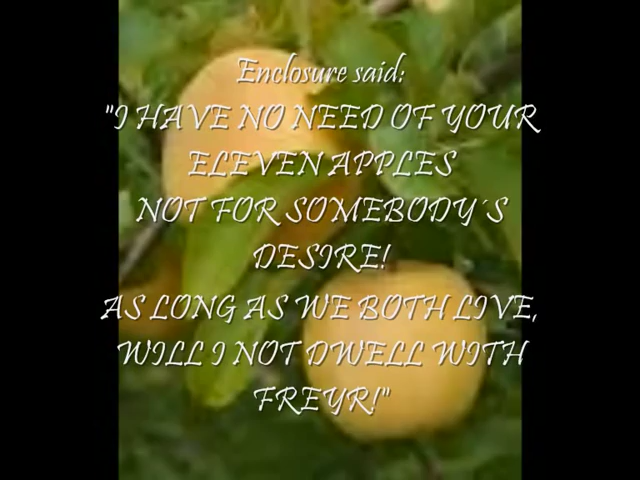 Enclosure said:
"I HAVE NO NEED OF YOUR
ELEVEN APPLES
NOT FOR SOMEBODY´S
DESIRE!
AS LONG AS WE BOTH LIVE,
WILL I NOT DWELL WITH
FREYR!"